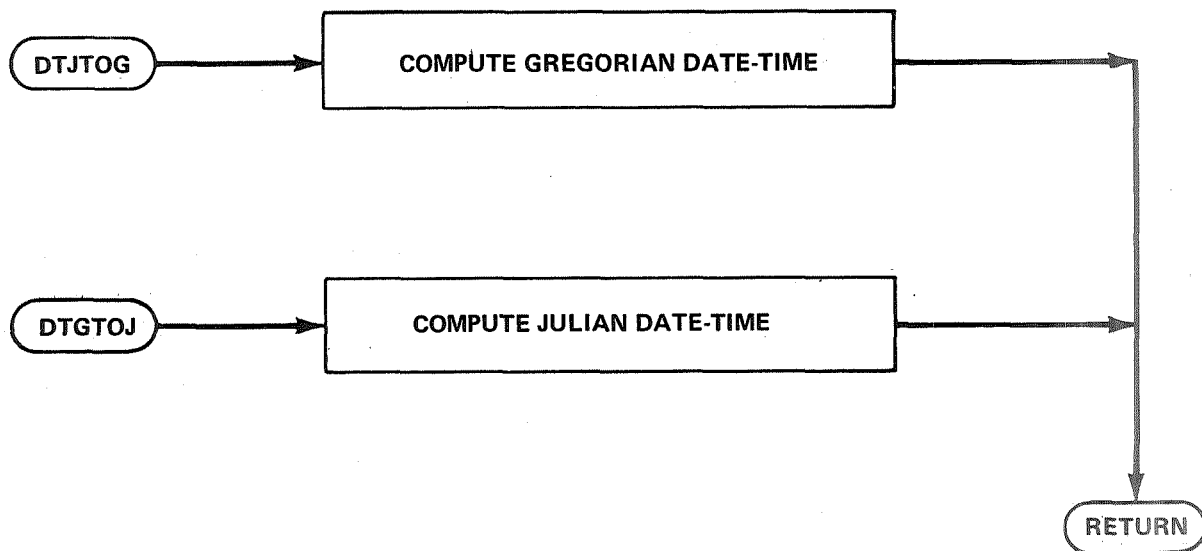 DTJTOG
COMPUTE GREGORIAN DATE-TIME
DTGTOJ
COMPUTE JULIAN DATE-TIME
RETURN